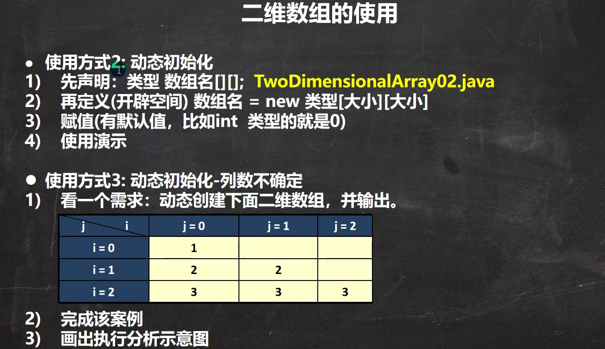 二维数组的使用
● 使用方式2: 动态初始化
1) 先声明：类型 数组名[][]; TwoDimensionalArray02.java
2) 再定义(开辟空间) 数组名 = new 类型[大小][大小]
3) 赋值(有默认值，比如int 类型的就是0)
4) 使用演示
● 使用方式3: 动态初始化-列数不确定
1) 看一个需求：动态创建下面二维数组，并输出。
j i j = 0 j = 1 j = 2
i = 0 1
i = 1 2 2
i = 2 3 3 3
2) 完成该案例
3) 画出执行分析示意图